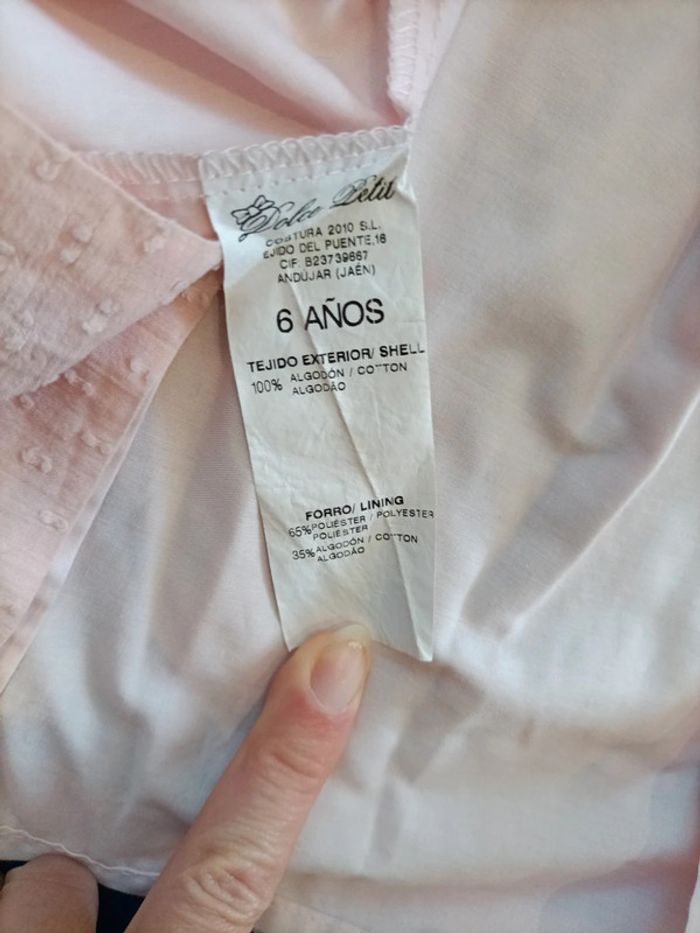 Dolce Petit
COSTURA 2010 S.L.
EJIDO DEL PUENTE,16
CIF: B23739667
ANDÚJAR (JAÉN)
6 AÑOS
TEJIDO EXTERIOR/ SHELL
100% ALGODÓN / COTTON
ALGODÃO
FORRO/ LINING
65% POLIÉSTER / POLYESTER
POLIÉSTER
35% ALGODÓN / COTTON
ALGODÃO